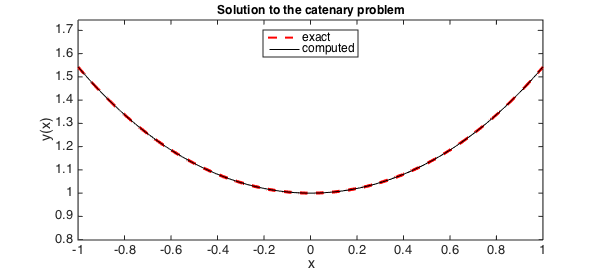 Solution to the catenary problem
exact
computed
1.7
1.6
1.5
1.4
1.3
1.2
1.1
1
0.9
0.8
y(x)
-1 -0.8 -0.6 -0.4 -0.2 0 0.2 0.4 0.6 0.8 1
x